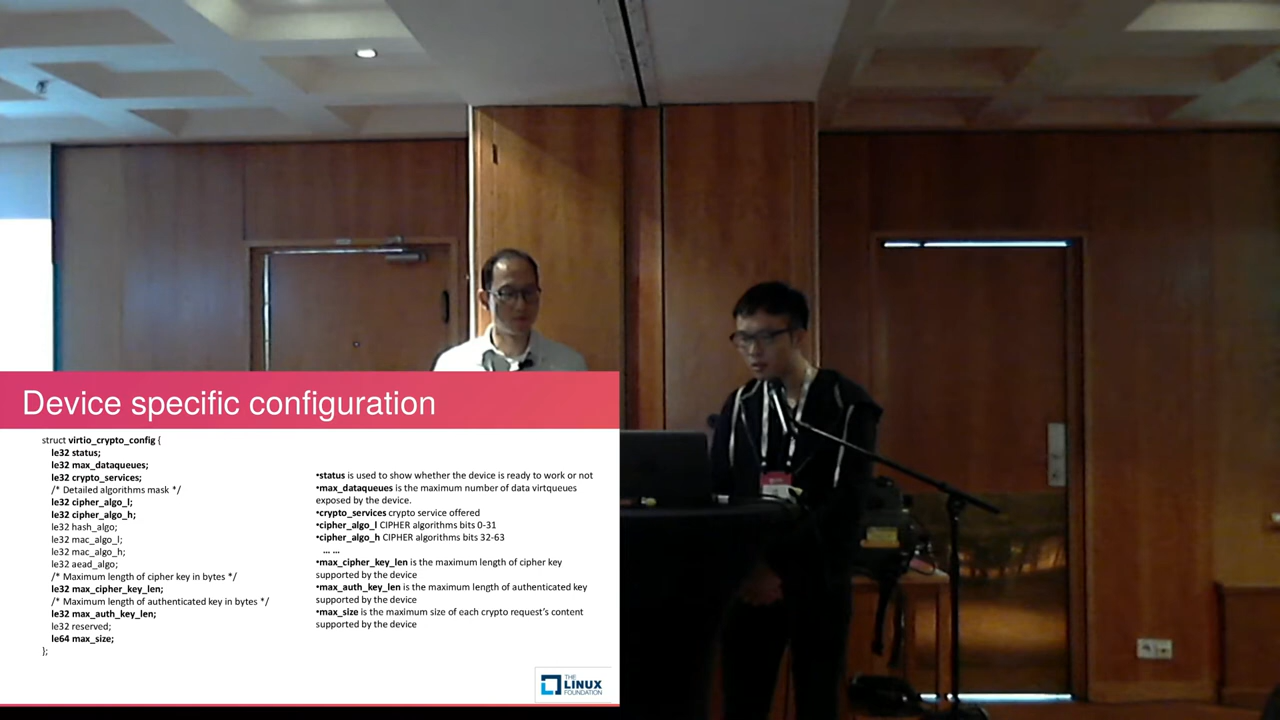 Device specific configuration
struct virtio_crypto_config {
le32 status;
le32 max_dataqueues;
le32 crypto_services;
/* Detailed algorithms mask */
le32 cipher_algo_l;
le32 cipher_algo_h;
le32 hash_algo;
le32 mac_algo_l;
le32 mac_algo_h;
le32 aead_algo;
/* Maximum length of cipher key in bytes */
le32 max_cipher_key_len;
/* Maximum length of authenticated key in bytes */
le32 max_auth_key_len;
le32 reserved;
le64 max_size;
};
•status is used to show whether the device is ready to work or not
•max_dataqueues is the maximum number of data virtqueues
exposed by the device.
•crypto_services crypto service offered
•cipher_algo_l CIPHER algorithms bits 0-31
•cipher_algo_h CIPHER algorithms bits 32-63
... ...
•max_cipher_key_len is the maximum length of cipher key
supported by the device
•max_auth_key_len is the maximum length of authenticated key
supported by the device
•max_size is the maximum size of each crypto request's content
supported by the device
THE
LINUX
FOUNDATION